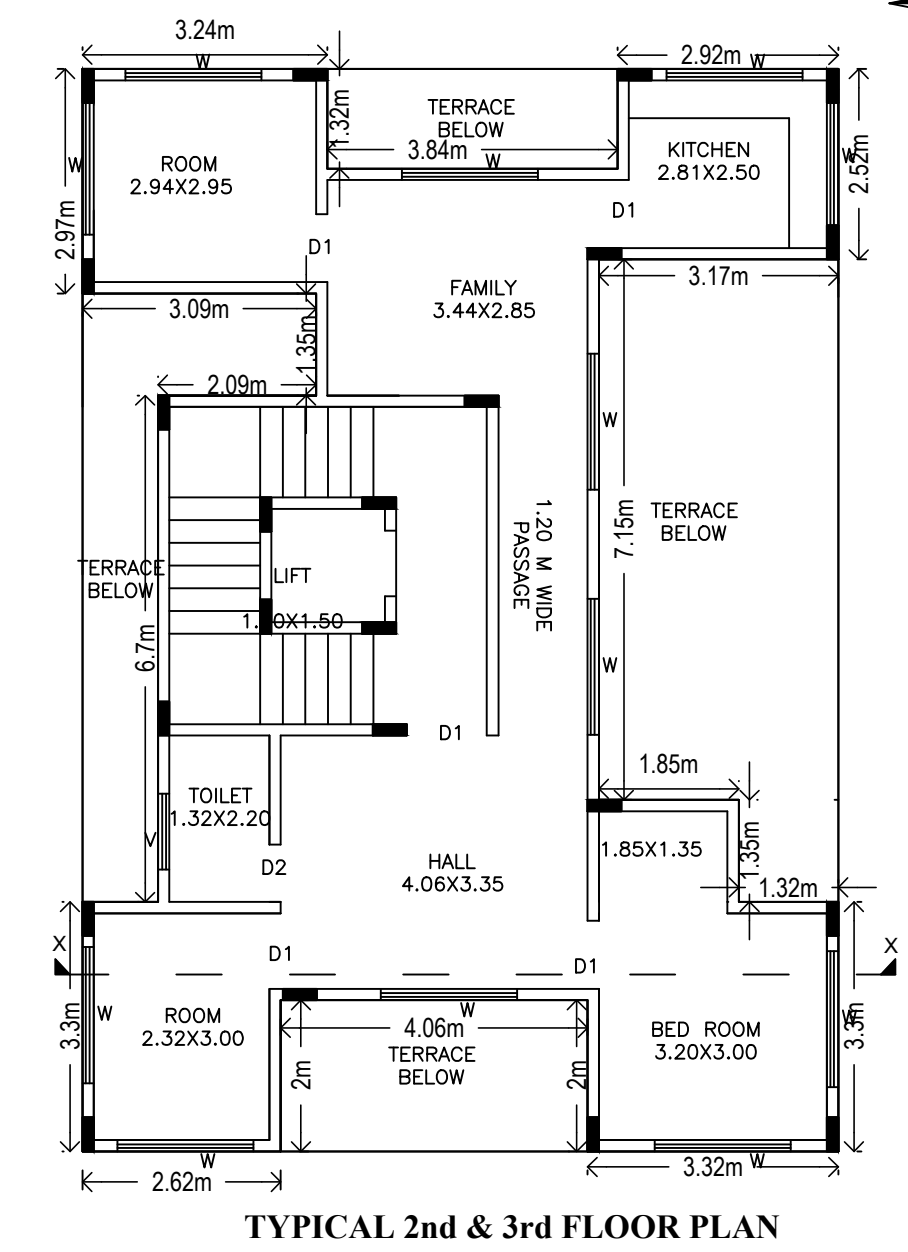 3.24m
W
2.92m
W
TERRACE
BELOW
1.32m
3.84m
W
KITCHEN
2.81X2.50
W
2.52m
W
ROOM
2.94X2.95
2.97m
D1
D1
FAMILY
3.44X2.85
3.17m
3.09m
1.35m
2.09m
W
1.20 M WIDE
PASSAGE
7.15m
TERRACE
BELOW
TERRACE
BELOW
LIFT
6.7m
W
D1
1.85m
TOILET
1.32X2.20
V
D2
HALL
4.06X3.35
1.85X1.35
1.35m
1.32m
X
D1
D1
X
ROOM
2.32X3.00
W
3.3m
W
4.06m
TERRACE
BELOW
2m
2m
BED ROOM
3.20X3.00
W
3.3m
W
2.62m
3.32m
W
TYPICAL 2nd & 3rd FLOOR PLAN